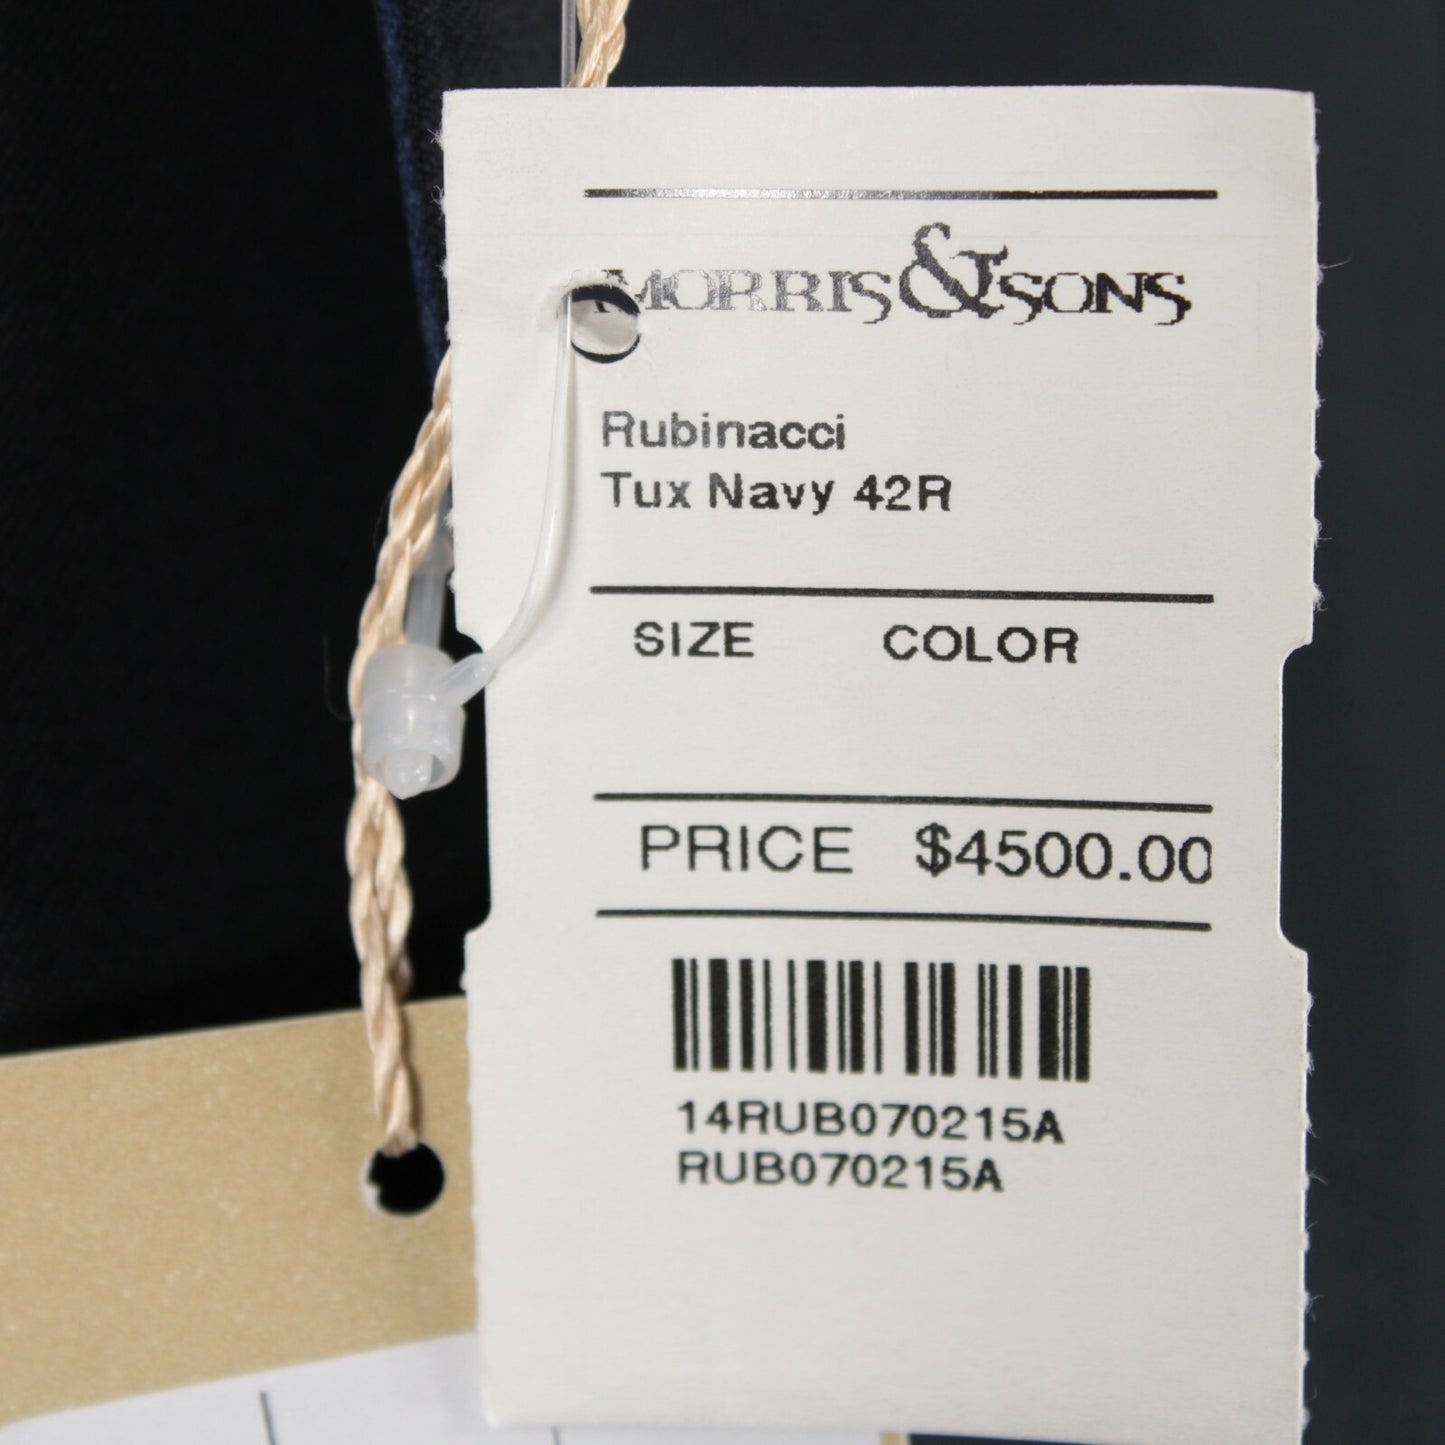 MORRIS&SONS
Rubinacci
Tux Navy 42R
SIZE COLOR
PRICE $4500.00
14RUB070215A
RUB070215A